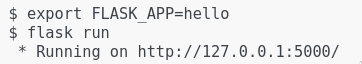 $ export FLASK_APP=hello
$ flask run
 * Running on http://127.0.0.1:5000/